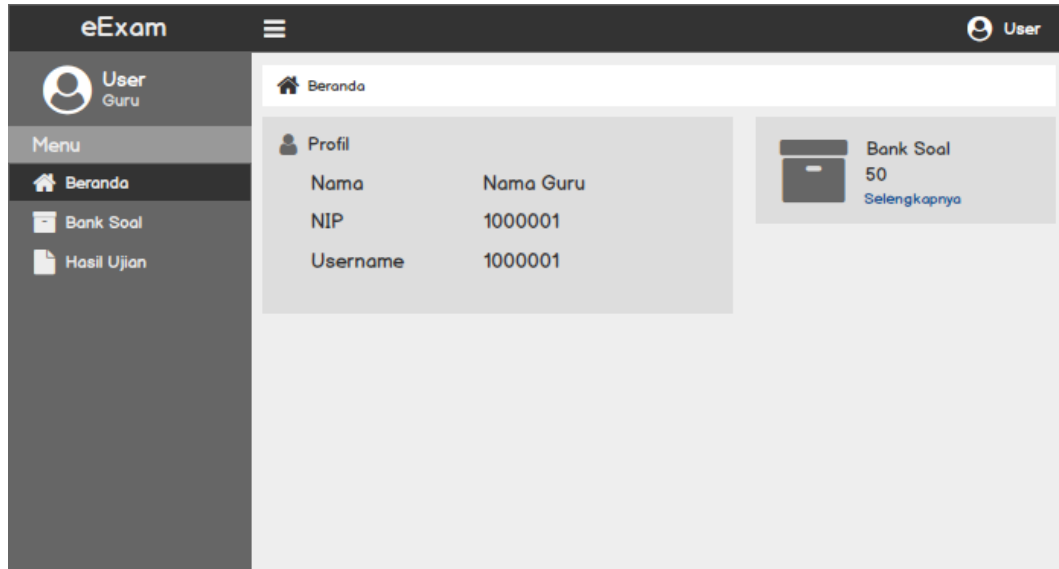 eExam
User
User
Guru
Menu
Beranda
Bank Soal
Hasil Ujian
Beranda
Profil
Nama Nama Guru
NIP 1000001
Username 1000001
Bank Soal
50
Selengkapnya